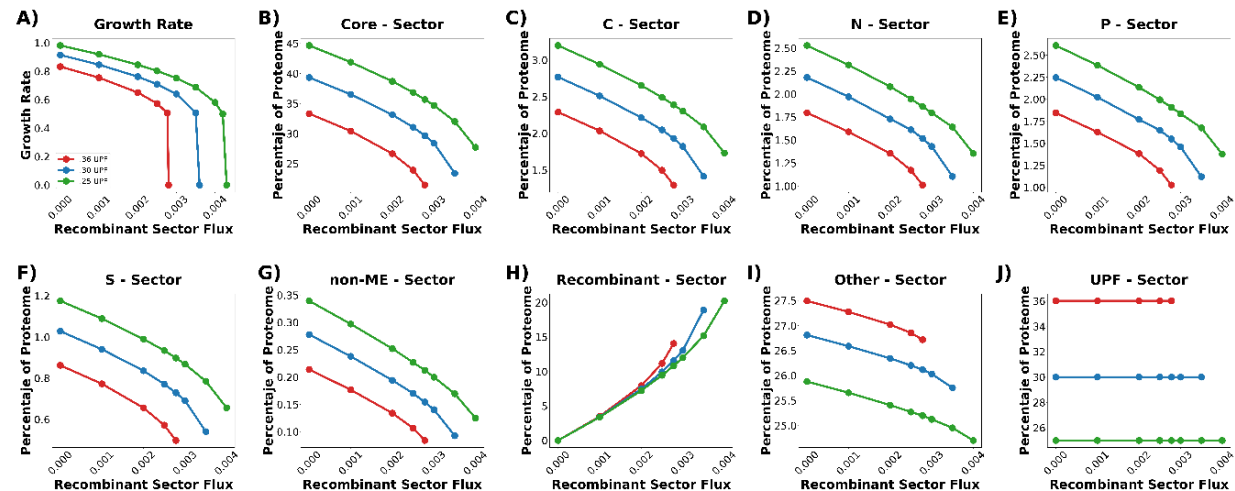 A)
Growth Rate
Growth Rate
1.0
0.8
0.6
0.4
0.2
0.0
36 UPF
30 UPF
25 UPF
0.000
0.001
0.002
0.003
0.004
Recombinant Sector Flux
B)
Core - Sector
Percentaje of Proteome
45
40
35
30
25
0.000
0.001
0.002
0.003
0.004
Recombinant Sector Flux
C)
C - Sector
Percentaje of Proteome
3.0
2.5
2.0
1.5
0.000
0.001
0.002
0.003
0.004
Recombinant Sector Flux
D)
N - Sector
Percentaje of Proteome
2.50
2.25
2.00
1.75
1.50
1.25
1.00
0.000
0.001
0.002
0.003
0.004
Recombinant Sector Flux
E)
P - Sector
Percentaje of Proteome
2.50
2.25
2.00
1.75
1.50
1.25
1.00
0.000
0.001
0.002
0.003
0.004
Recombinant Sector Flux
F)
S - Sector
Percentaje of Proteome
1.2
1.0
0.8
0.6
0.000
0.001
0.002
0.003
0.004
Recombinant Sector Flux
G)
non-ME - Sector
Percentaje of Proteome
0.35
0.30
0.25
0.20
0.15
0.10
0.000
0.001
0.002
0.003
0.004
Recombinant Sector Flux
H)
Recombinant - Sector
Percentaje of Proteome
20
15
10
5
0
0.000
0.001
0.002
0.003
0.004
Recombinant Sector Flux
I)
Other - Sector
Percentaje of Proteome
27.5
27.0
26.5
26.0
25.5
25.0
0.000
0.001
0.002
0.003
0.004
Recombinant Sector Flux
J)
UPF - Sector
Percentaje of Proteome
36
34
32
30
28
26
0.000
0.001
0.002
0.003
0.004
Recombinant Sector Flux